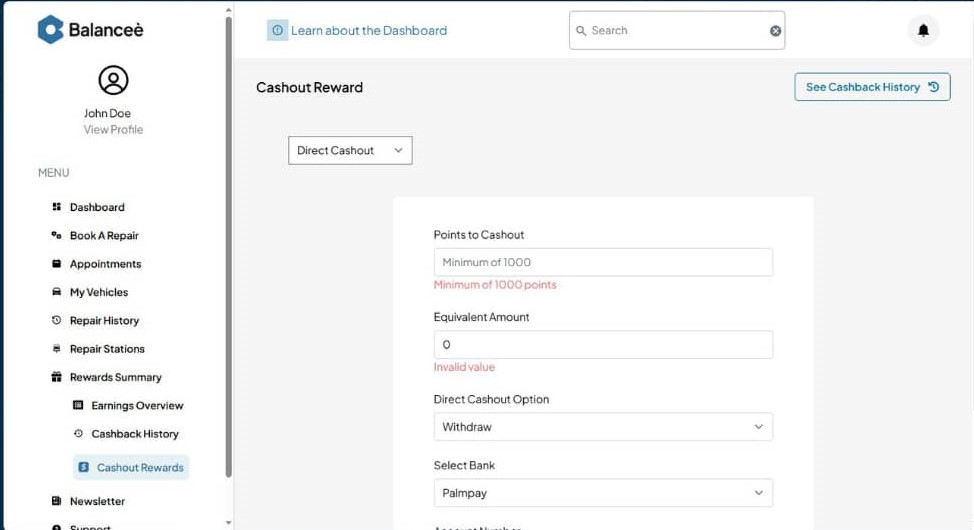 Balanceè
John Doe
View Profile
MENU
Dashboard
Book A Repair
Appointments
My Vehicles
Repair History
Repair Stations
Rewards Summary
Earnings Overview
Cashback History
Cashout Rewards
Newsletter
Support
Learn about the Dashboard
Search
Cashout Reward
See Cashback History
Direct Cashout
Points to Cashout
Minimum of 1000
Minimum of 1000 points
Equivalent Amount
0
Invalid value
Direct Cashout Option
Withdraw
Select Bank
Palmpay
Account Number